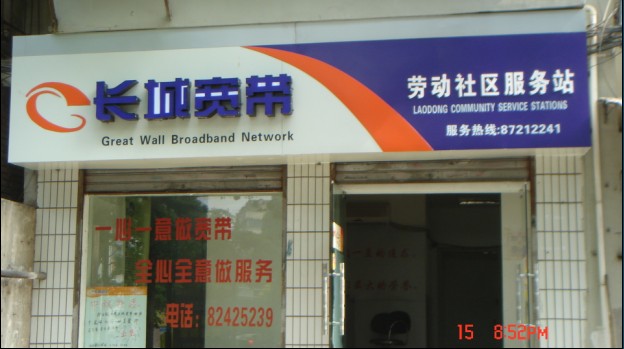 长城宽带
Great Wall Broadband Network
劳动社区服务站
LAODONG COMMUNITY SERVICE STATIONS
服务热线:87212241
一心一意做宽带
全心全意做服务
电话:82425239
15 8:52PM